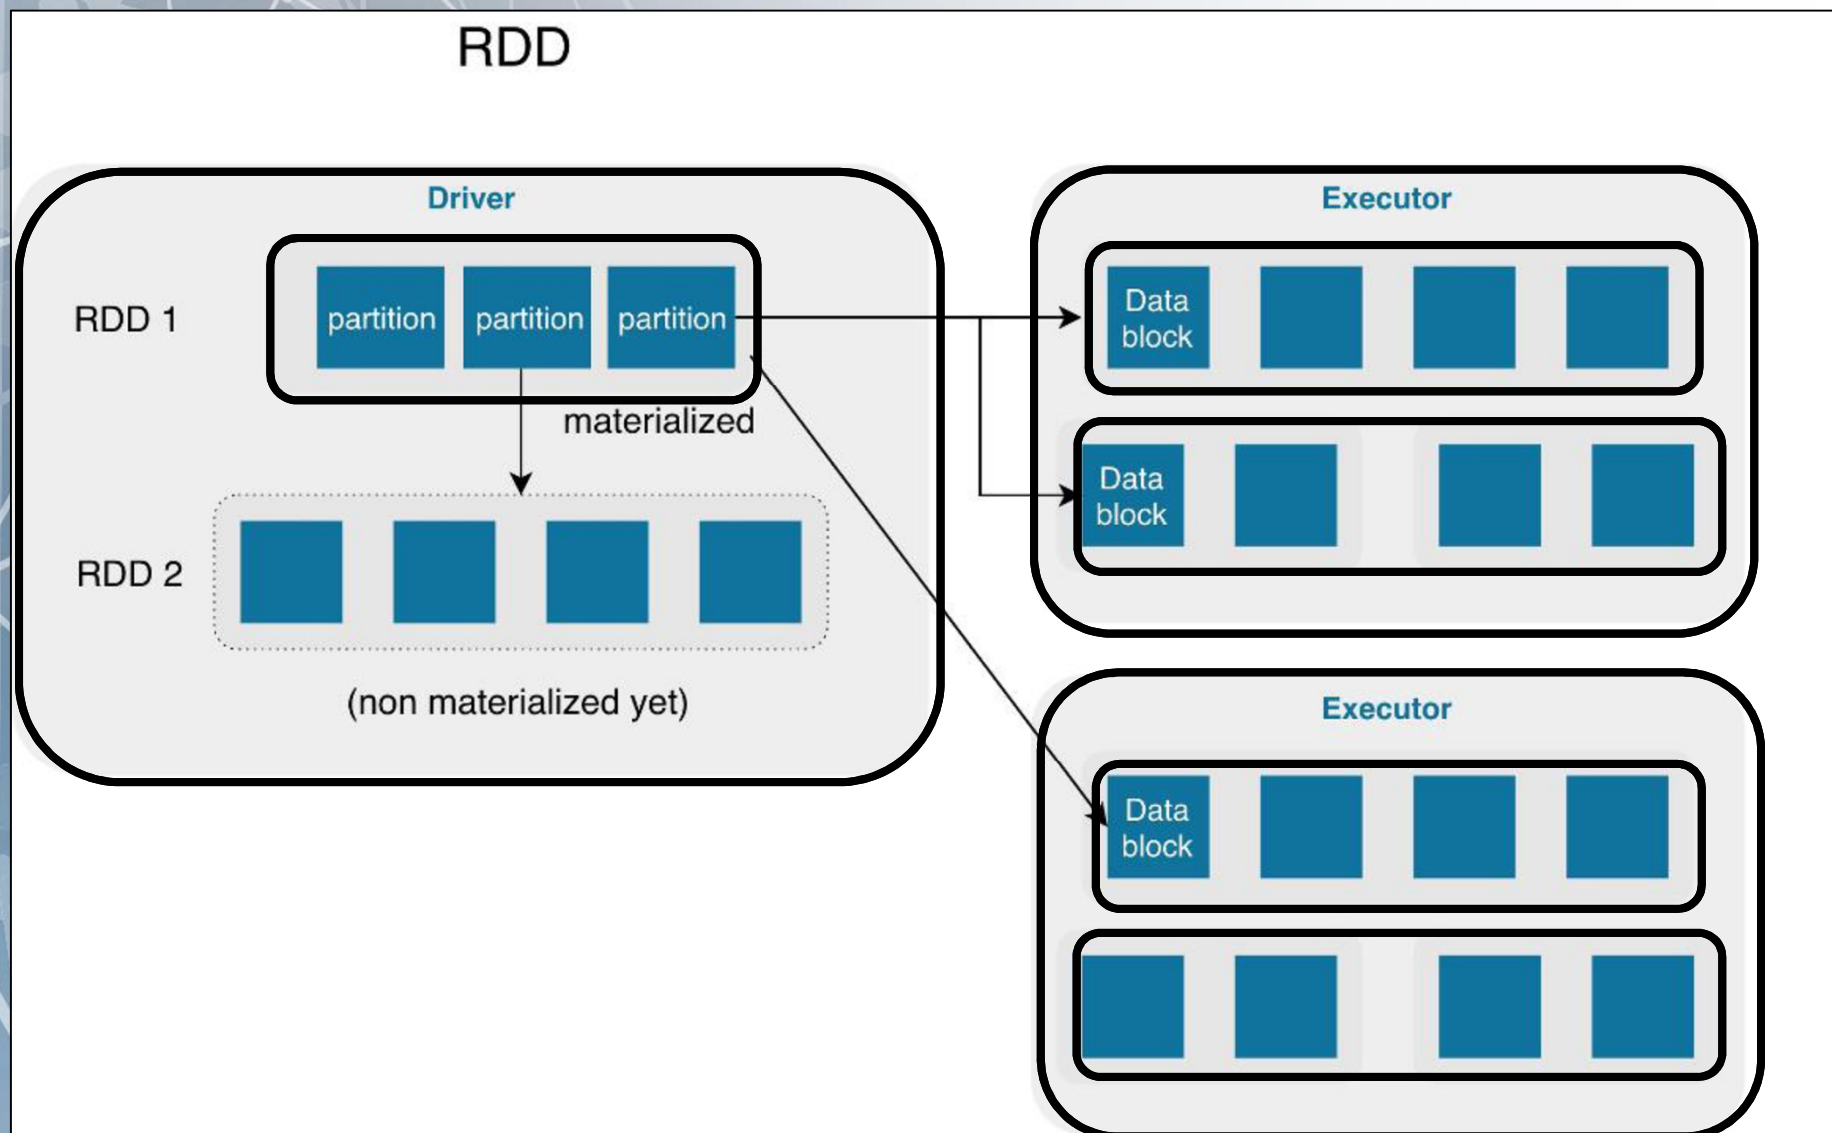 RDD
Driver
RDD 1
partition
partition
partition
materialized
RDD 2
(non materialized yet)
Executor
Data
block
Data
block
Executor
Data
block